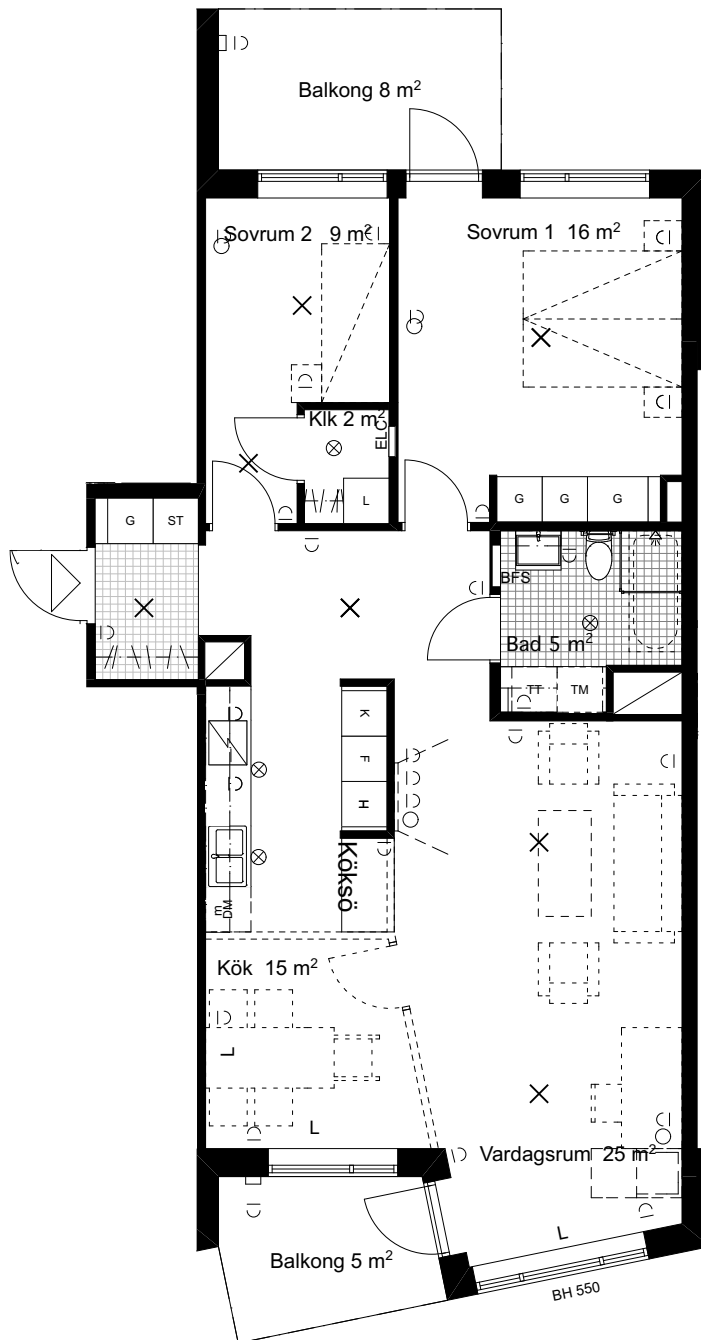 Balkong 8 m²
Sovrum 2 9 m²
Sovrum 1 16 m²
Klk 2 m²
ELC
L
G
G
G
G
ST
BFS
Bad 5 m²
TT
TM
K
F
H
Köksö
m
DM
Kök 15 m²
L
L
Vardagsrum 25 m²
L
Balkong 5 m²
BH 550